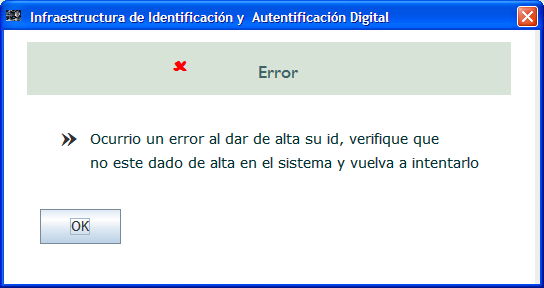 Infraestructura de Identificación y Autentificación Digital
Error
Ocurrio un error al dar de alta su id, verifique que
no este dado de alta en el sistema y vuelva a intentarlo
OK